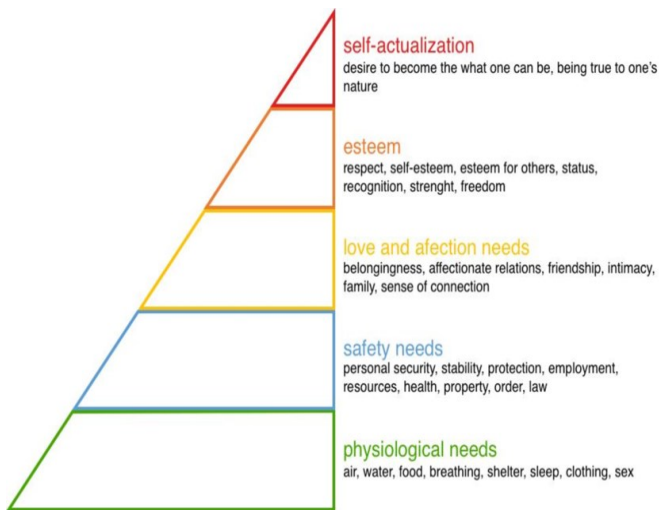 self-actualization
desire to become the what one can be, being true to one's
nature
esteem
respect, self-esteem, esteem for others, status,
recognition, strenght, freedom
love and afection needs
belongingness, affectionate relations, friendship, intimacy,
family, sense of connection
safety needs
personal security, stability, protection, employment,
resources, health, property, order, law
physiological needs
air, water, food, breathing, shelter, sleep, clothing, sex